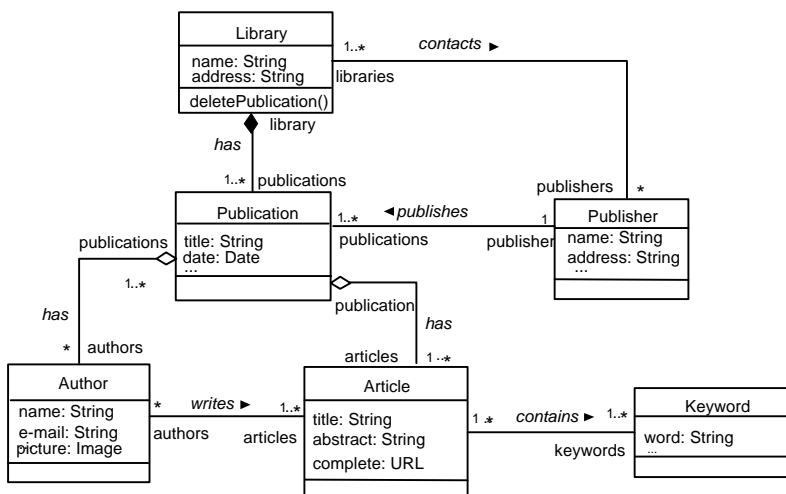 Library
name: String
address: String
deletePublication()
1..*
contacts ►
libraries
library
has
1..*
publications
publishers
*
Publication
title: String
date: Date
...
1..*
◄publishes
1
publications
publisher
Publisher
name: String
address: String
...
publications
1..*
publication
has
has
*
authors
articles
1..*
Author
name: String
e-mail: String
picture: Image
...
*
writes ►
1..*
authors
articles
Article
title: String
abstract: String
complete: URL
1..*
contains ►
1..*
keywords
Keyword
word: String
...